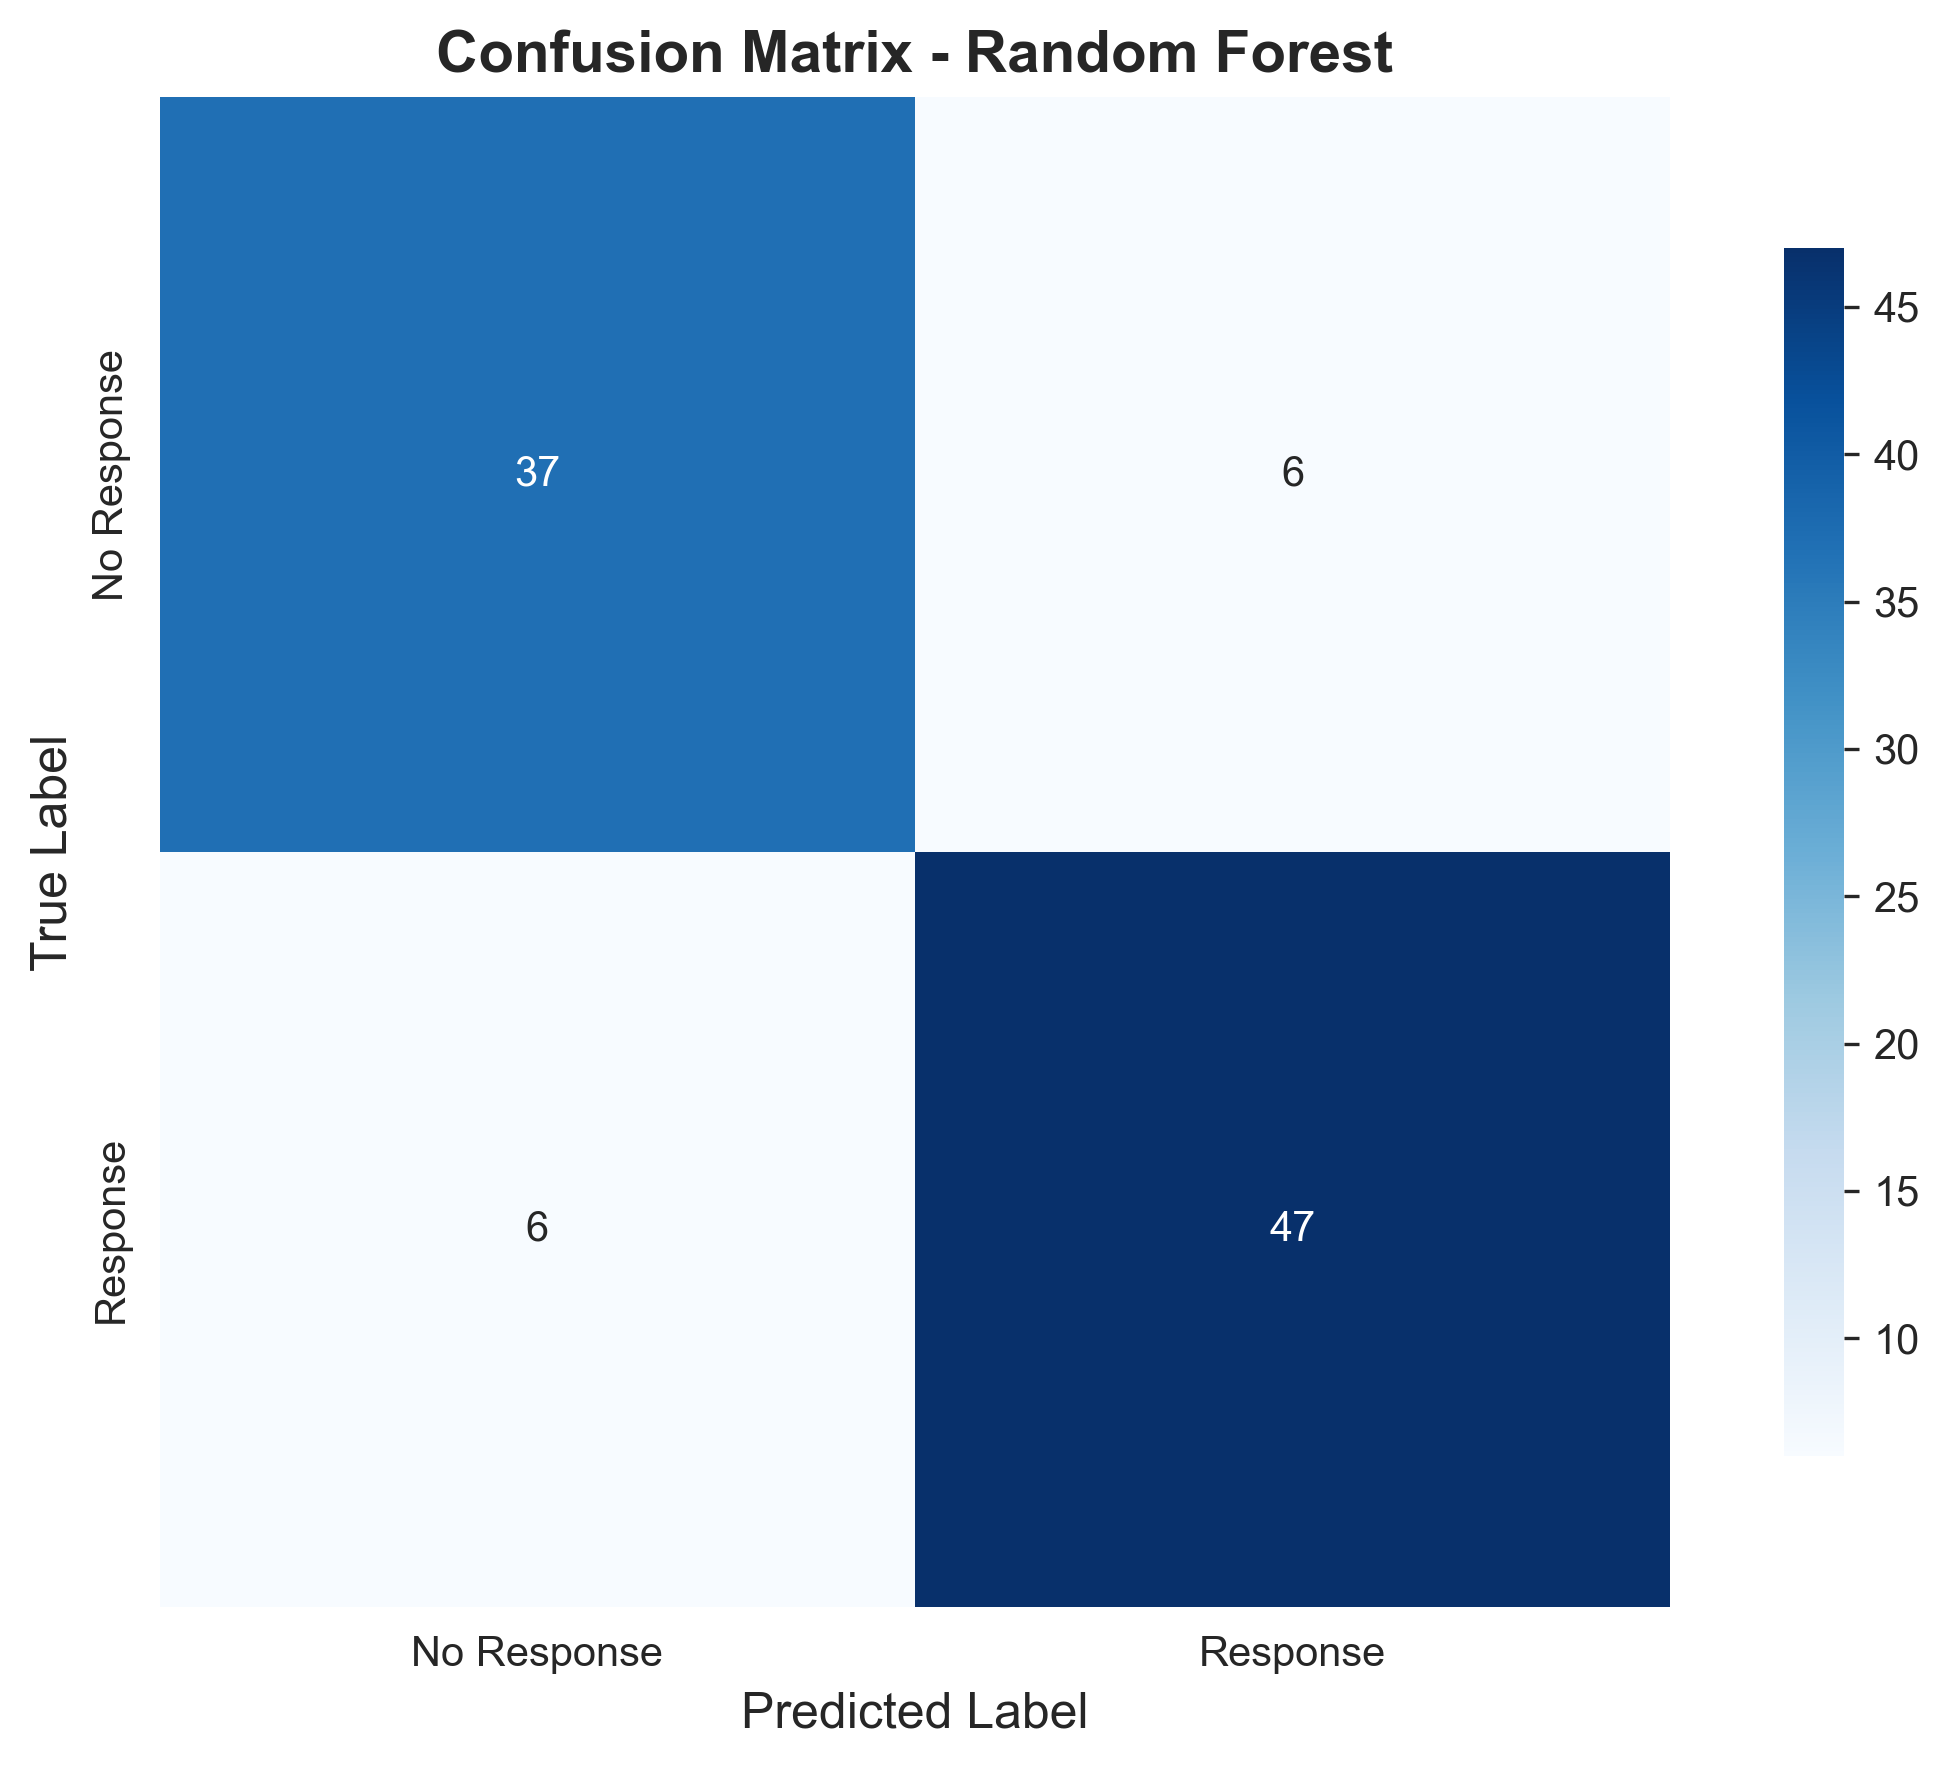 Confusion Matrix - Random Forest
True Label
No Response
Response
37
6
6
47
No Response
Response
Predicted Label
45
40
35
30
25
20
15
10